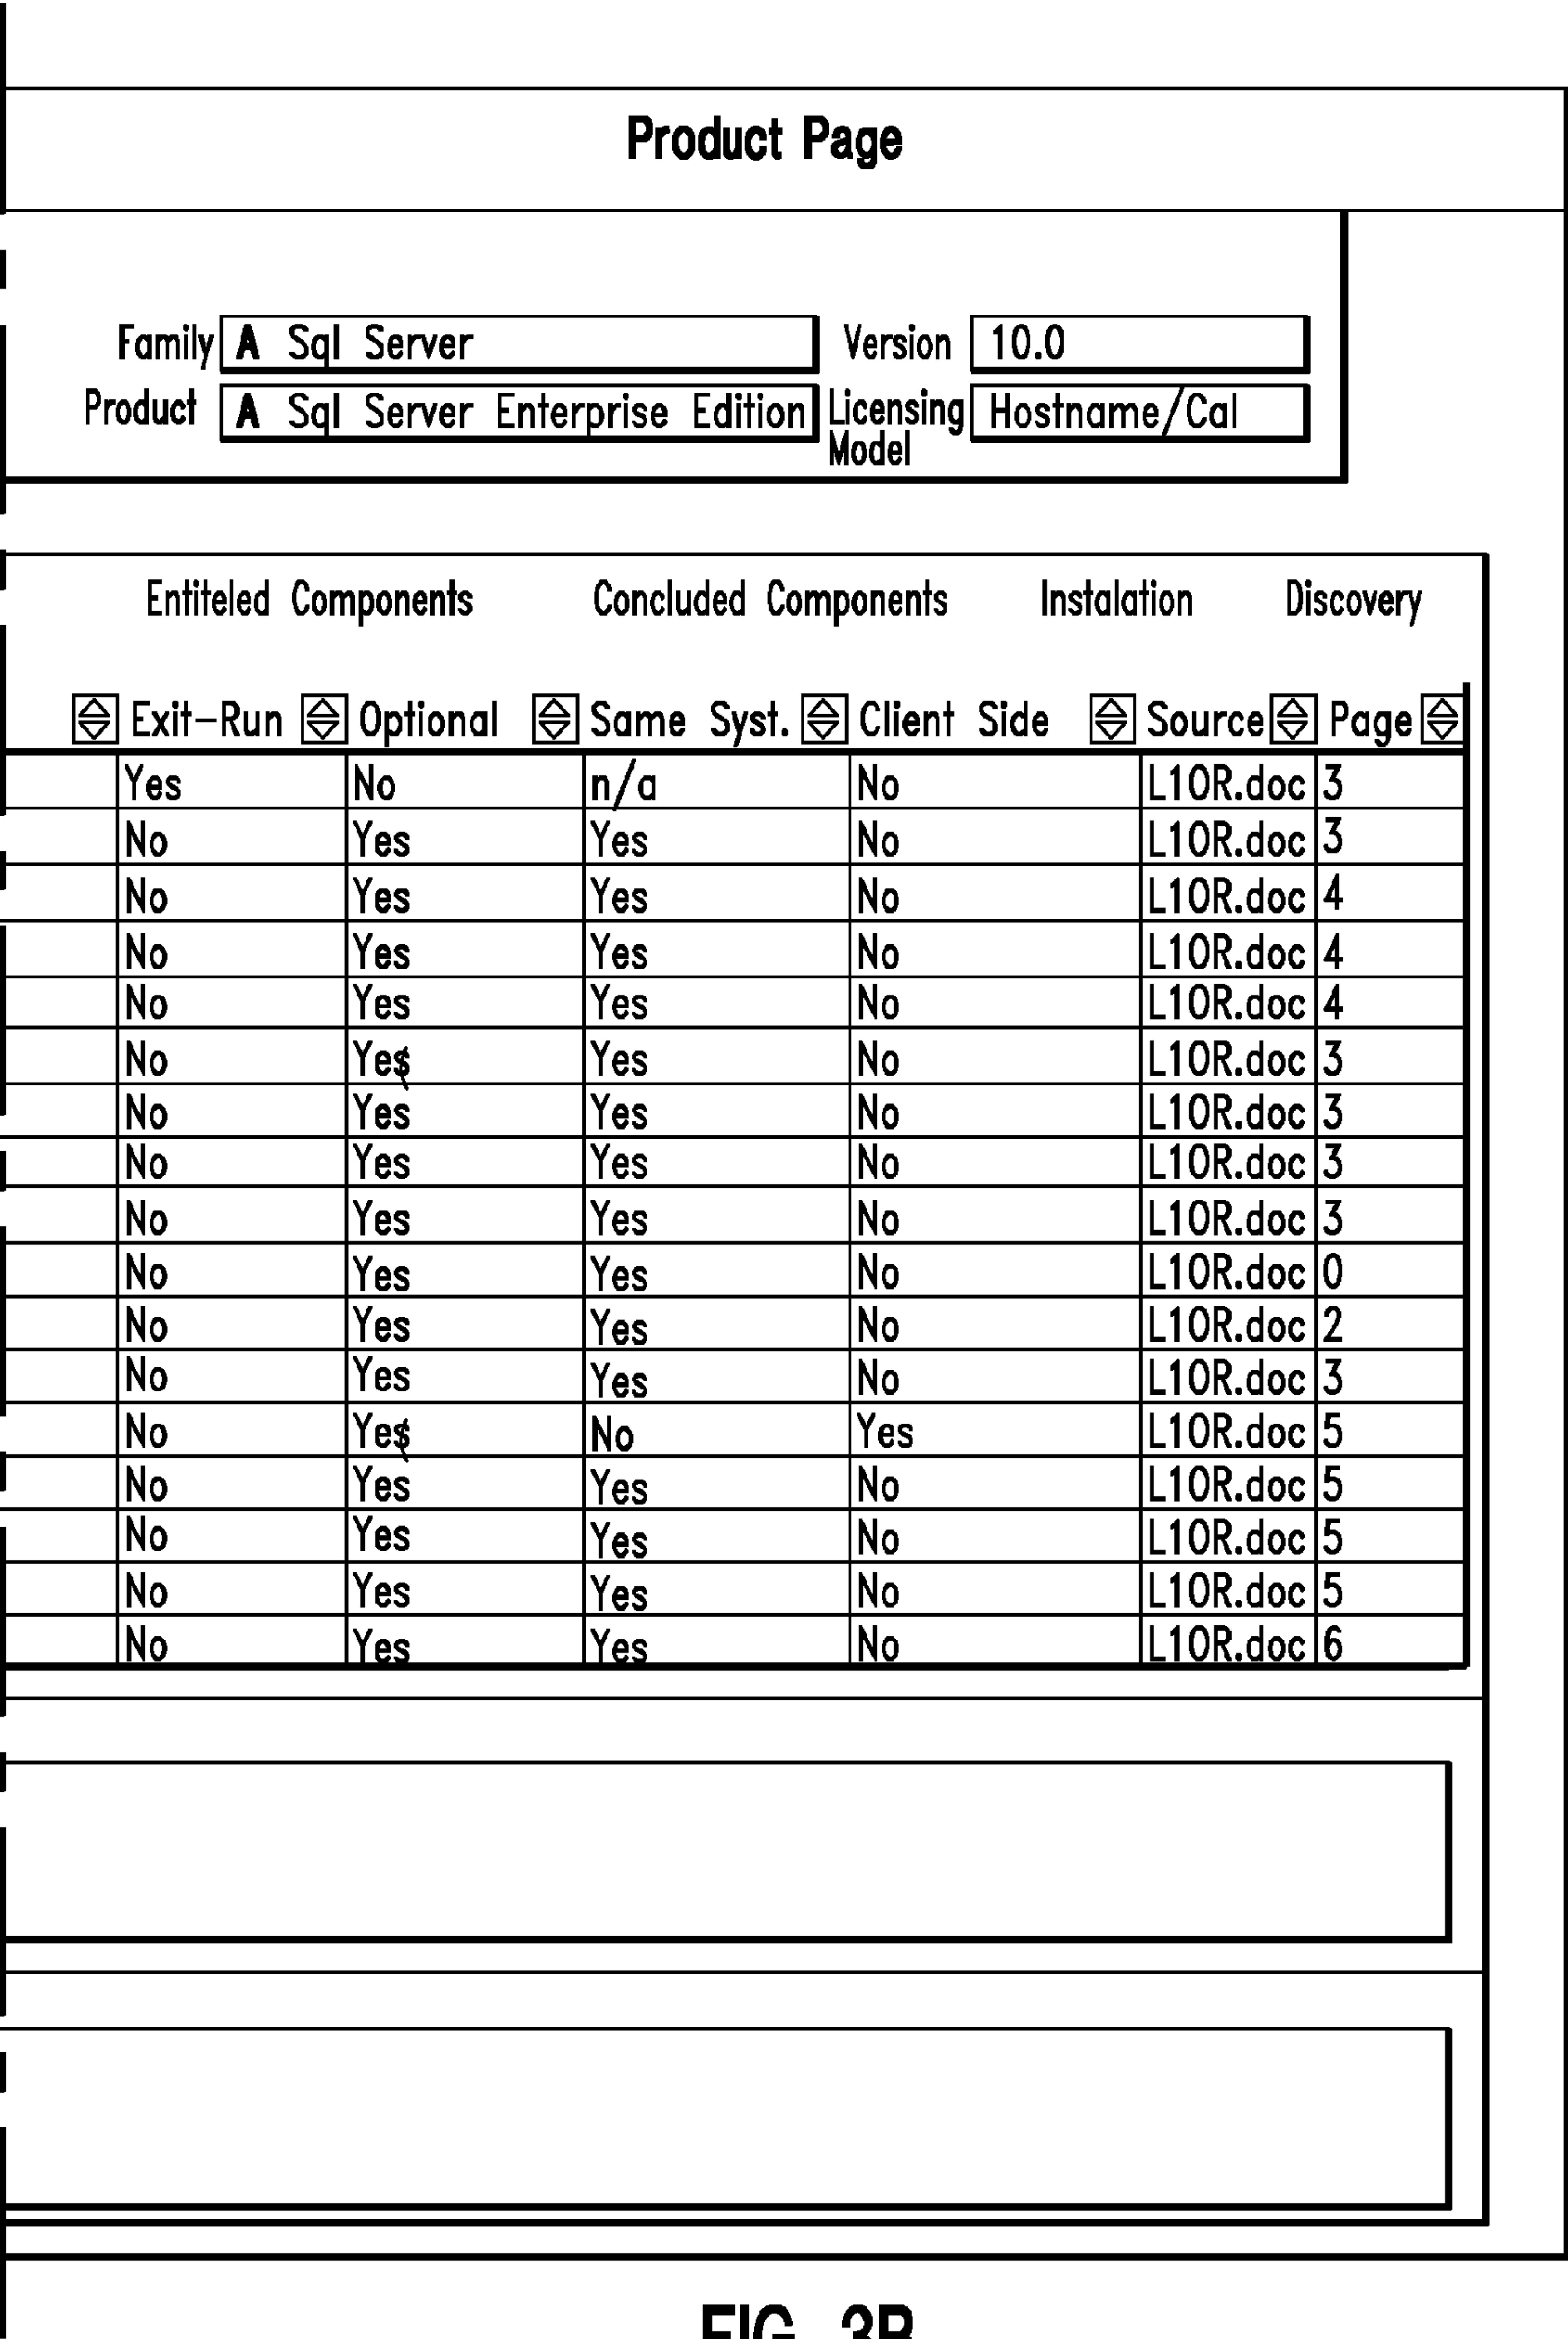 Product Page
Family A Sql Server Version 10.0
Product A Sql Server Enterprise Edition Licensing Model Hostname/Cal
Entiteled Components Concluded Components Instalation Discovery
Exit-Run Optional Same Syst. Client Side Source Page
Yes No n/a No L10R.doc 3
No Yes Yes No L10R.doc 3
No Yes Yes No L10R.doc 4
No Yes Yes No L10R.doc 4
No Yes Yes No L10R.doc 4
No Yes Yes No L10R.doc 3
No Yes Yes No L10R.doc 3
No Yes Yes No L10R.doc 3
No Yes Yes No L10R.doc 3
No Yes Yes No L10R.doc 0
No Yes Yes No L10R.doc 2
No Yes Yes No L10R.doc 3
No Yes No Yes L10R.doc 5
No Yes Yes No L10R.doc 5
No Yes Yes No L10R.doc 5
No Yes Yes No L10R.doc 5
No Yes Yes No L10R.doc 6
FIG. 3B